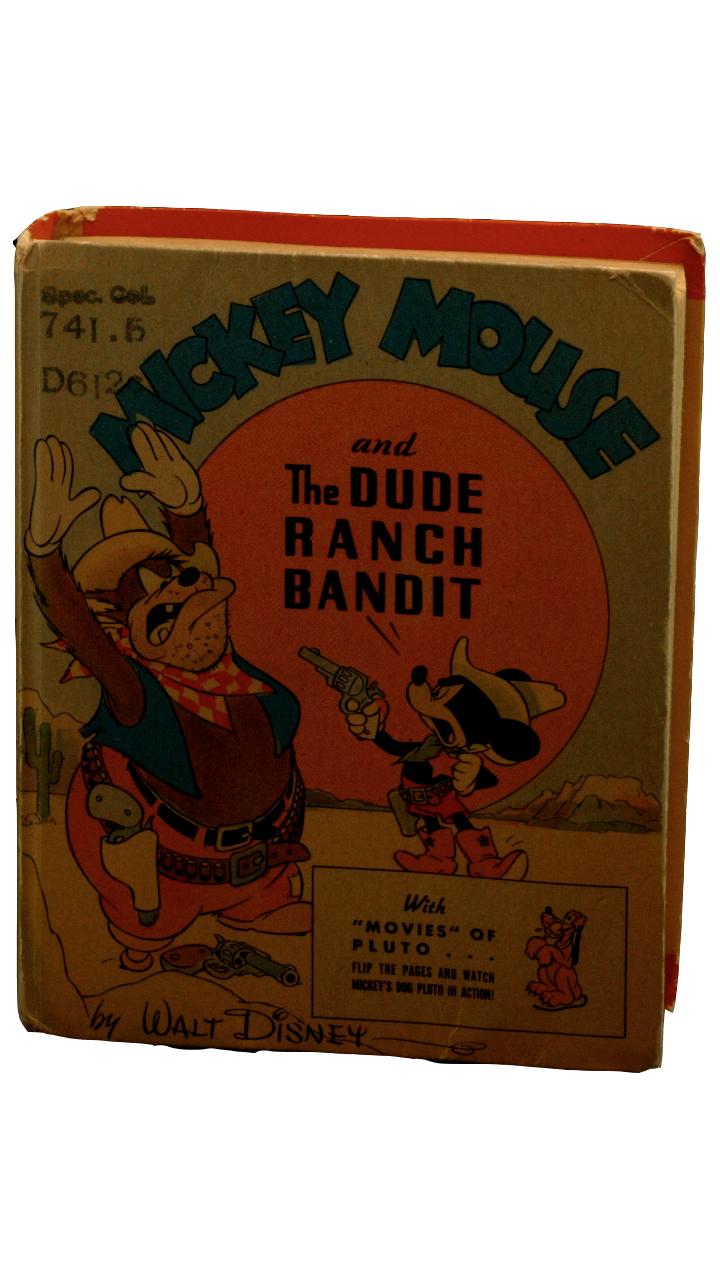 Spec. Col.
741.5
D612
MICKEY MOUSE
and
The DUDE
RANCH
BANDIT
With
"MOVIES" OF
PLUTO . . .
FLIP THE PAGES AND WATCH
MICKEY'S DOG PLUTO IN ACTION!
by WALT DISNEY